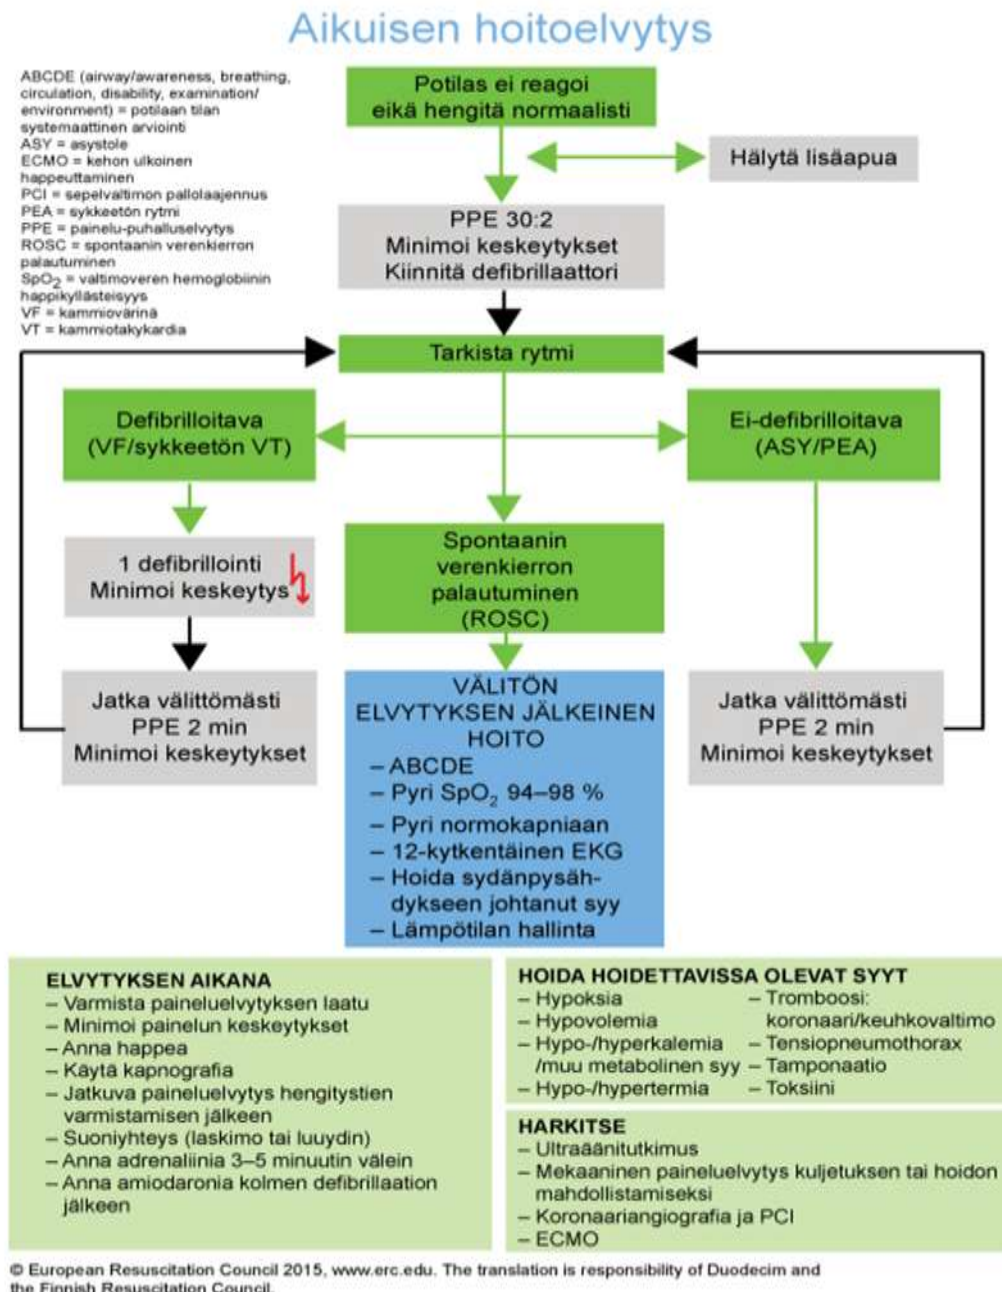 Aikuisen hoitoelvytys
ABCDE (airway/awareness, breathing,
circulation, disability, examination/
environment) = potilaan tilan
systemaattinen arviointi
ASY = asystole
ECMO = kehon ulkoinen
happeuttaminen
PCI = sepelvaltimon pallolaajennus
PEA = sykkeetön rytmi
PPE = painelu-puhalluselvytys
ROSC = spontaanin verenkierron
palautuminen
SpO₂ = valtimoveren hemoglobiinin
happikyllästeisyys
VF = kammiovärinä
VT = kammiotakykardia
Potilas ei reagoi
eikä hengitä normaalisti
Hälytä lisäapua
PPE 30:2
Minimoi keskeytykset
Kiinnitä defibrillaattori
Tarkista rytmi
Defibrilloitava
(VF/sykkeetön VT)
Ei-defibrilloitava
(ASY/PEA)
1 defibrillointi
Minimoi keskeytys
Spontaanin
verenkierron
palautuminen
(ROSC)
Jatka välittömästi
PPE 2 min
Minimoi keskeytykset
VÄLITÖN
ELVYTYKSEN JÄLKEINEN
HOITO
– ABCDE
– Pyri SpO₂ 94–98 %
– Pyri normokapniaan
– 12-kytkentäinen EKG
– Hoida sydänpysäh-
dykseen johtanut syy
– Lämpötilan hallinta
Jatka välittömästi
PPE 2 min
Minimoi keskeytykset
ELVYTYKSEN AIKANA
– Varmista paineluelvytyksen laatu
– Minimoi painelun keskeytykset
– Anna happea
– Käytä kapnografia
– Jatkuva paineluelvytys hengitystien
varmistamisen jälkeen
– Suoniyhteys (laskimo tai luuydin)
– Anna adrenaliinia 3–5 minuutin välein
– Anna amiodaronia kolmen defibrillaation
jälkeen
HOIDA HOIDETTAVISSA OLEVAT SYYT
– Hypoksia
– Hypovolemia
– Hypo-/hyperkalemia
/muu metabolinen syy
– Hypo-/hypertermia
– Tromboosi:
koronaari/keuhkovaltimo
– Tensiopneumothorax
– Tamponaatio
– Toksiini
HARKITSE
– Ultraäänitutkimus
– Mekaaninen paineluelvytys kuljetuksen tai hoidon
mahdollistamiseksi
– Koronaariangiografia ja PCI
– ECMO
© European Resuscitation Council 2015, www.erc.edu. The translation is responsibility of Duodecim and
the Finnish Resuscitation Council.